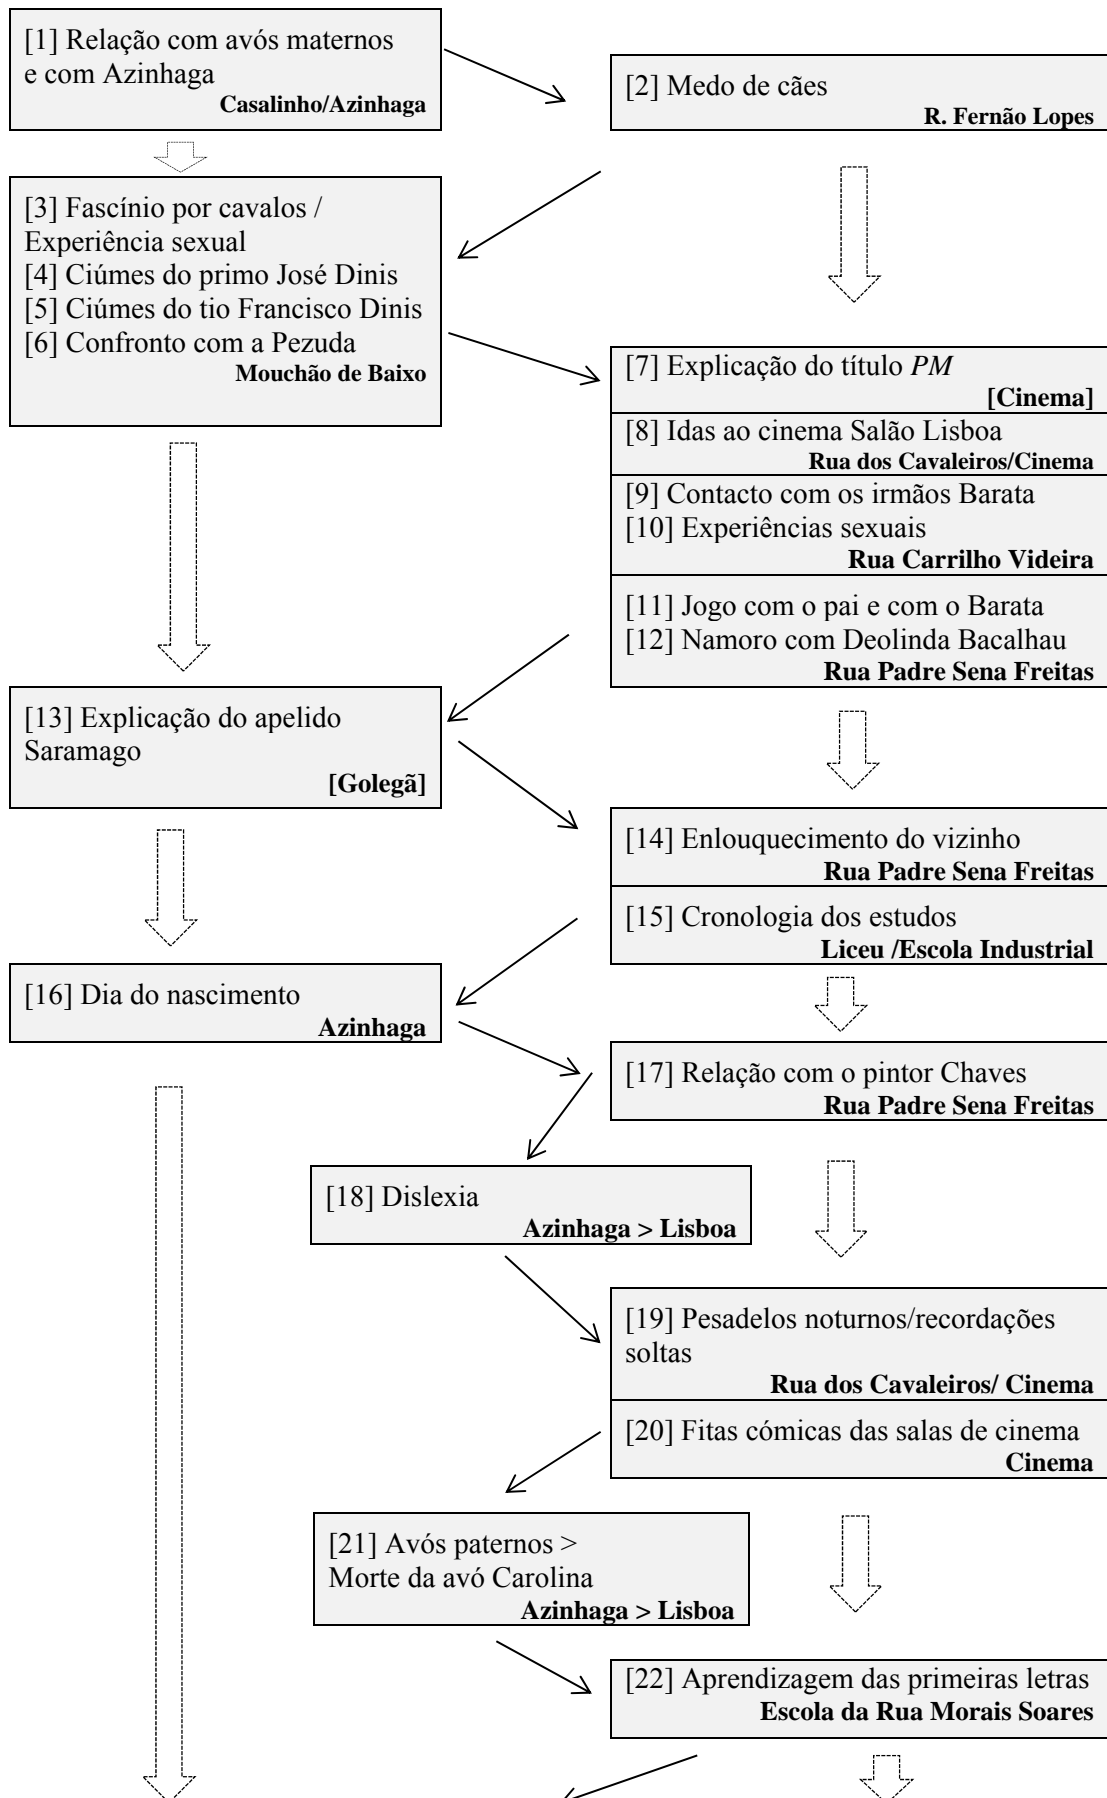 [1] Relação com avós maternos
e com Azinhaga
Casalinho/Azinhaga
[2] Medo de cães
R. Fernão Lopes
[3] Fascínio por cavalos /
Experiência sexual
[4] Ciúmes do primo José Dinis
[5] Ciúmes do tio Francisco Dinis
[6] Confronto com a Pezuda
Mouchão de Baixo
[7] Explicação do título PM
[Cinema]
[8] Idas ao cinema Salão Lisboa
Rua dos Cavaleiros/Cinema
[9] Contacto com os irmãos Barata
[10] Experiências sexuais
Rua Carrilho Videira
[11] Jogo com o pai e com o Barata
[12] Namoro com Deolinda Bacalhau
Rua Padre Sena Freitas
[13] Explicação do apelido
Saramago
[Golegã]
[14] Enlouquecimento do vizinho
Rua Padre Sena Freitas
[15] Cronologia dos estudos
Liceu /Escola Industrial
[16] Dia do nascimento
Azinhaga
[17] Relação com o pintor Chaves
Rua Padre Sena Freitas
[18] Dislexia
Azinhaga > Lisboa
[19] Pesadelos noturnos/recordações
soltas
Rua dos Cavaleiros/ Cinema
[20] Fitas cómicas das salas de cinema
Cinema
[21] Avós paternos >
Morte da avó Carolina
Azinhaga > Lisboa
[22] Aprendizagem das primeiras letras
Escola da Rua Morais Soares